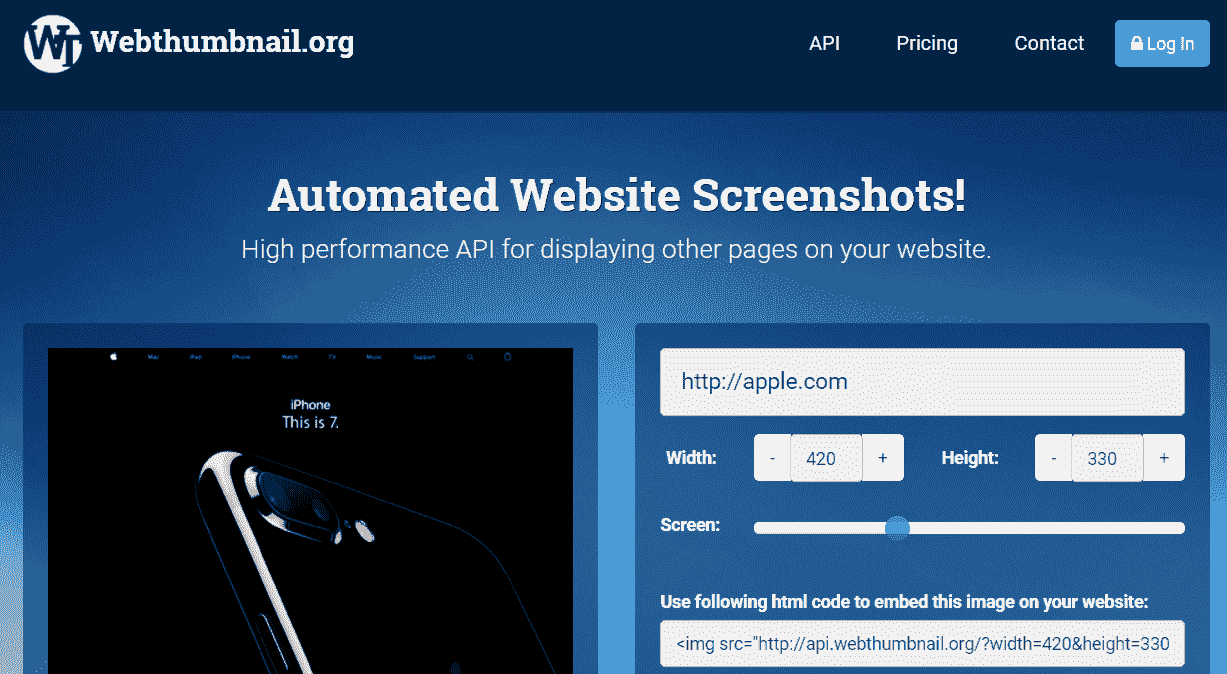 WT Webthumbnail.org
API Pricing Contact Log In
Automated Website Screenshots!
High performance API for displaying other pages on your website.
Mac iPad iPhone Watch TV Music Support
iPhone
This is 7.
http://apple.com
Width: - 420 + Height: - 330 +
Screen:
Use following html code to embed this image on your website:
<img src="http://api.webthumbnail.org/?width=420&height=330